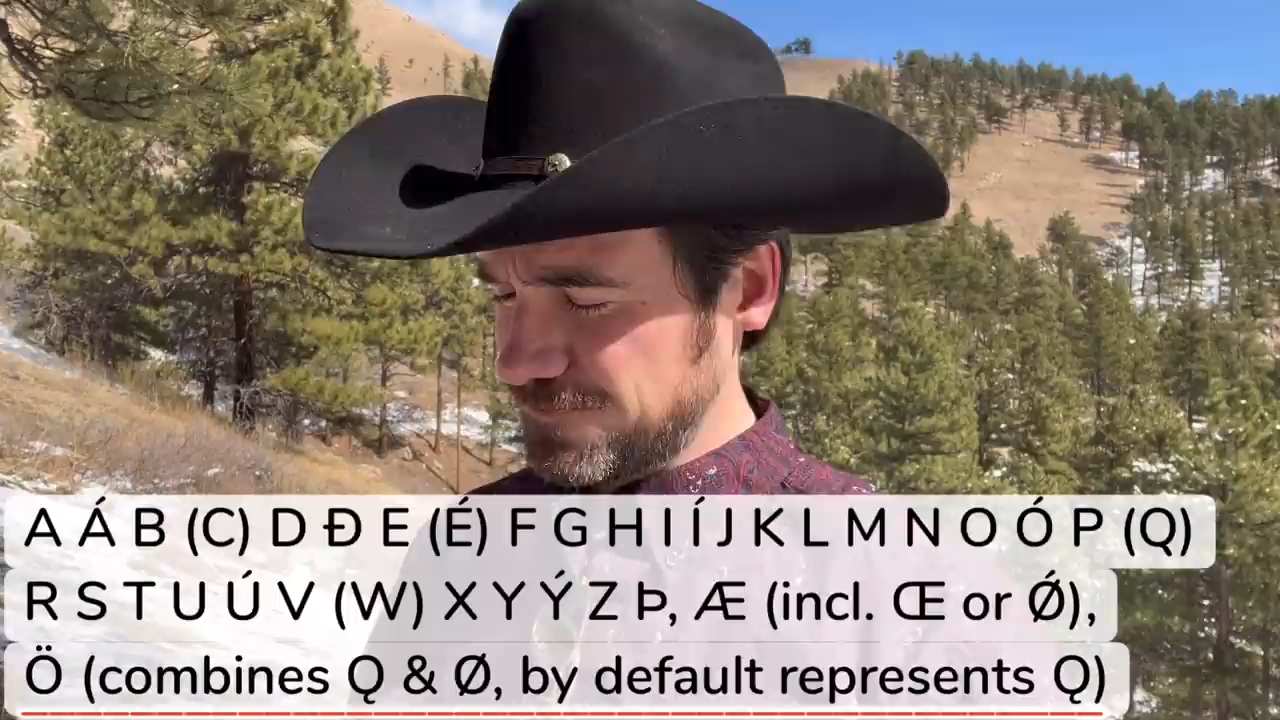 A Á B (C) D Đ E (É) F G H I Í J K L M N O Ó P (Q)
R S T U Ú V (W) X Y Ý Z Þ, Æ (incl. Œ or Ǿ),
Ö (combines Ǫ & Ø, by default represents Ǫ)